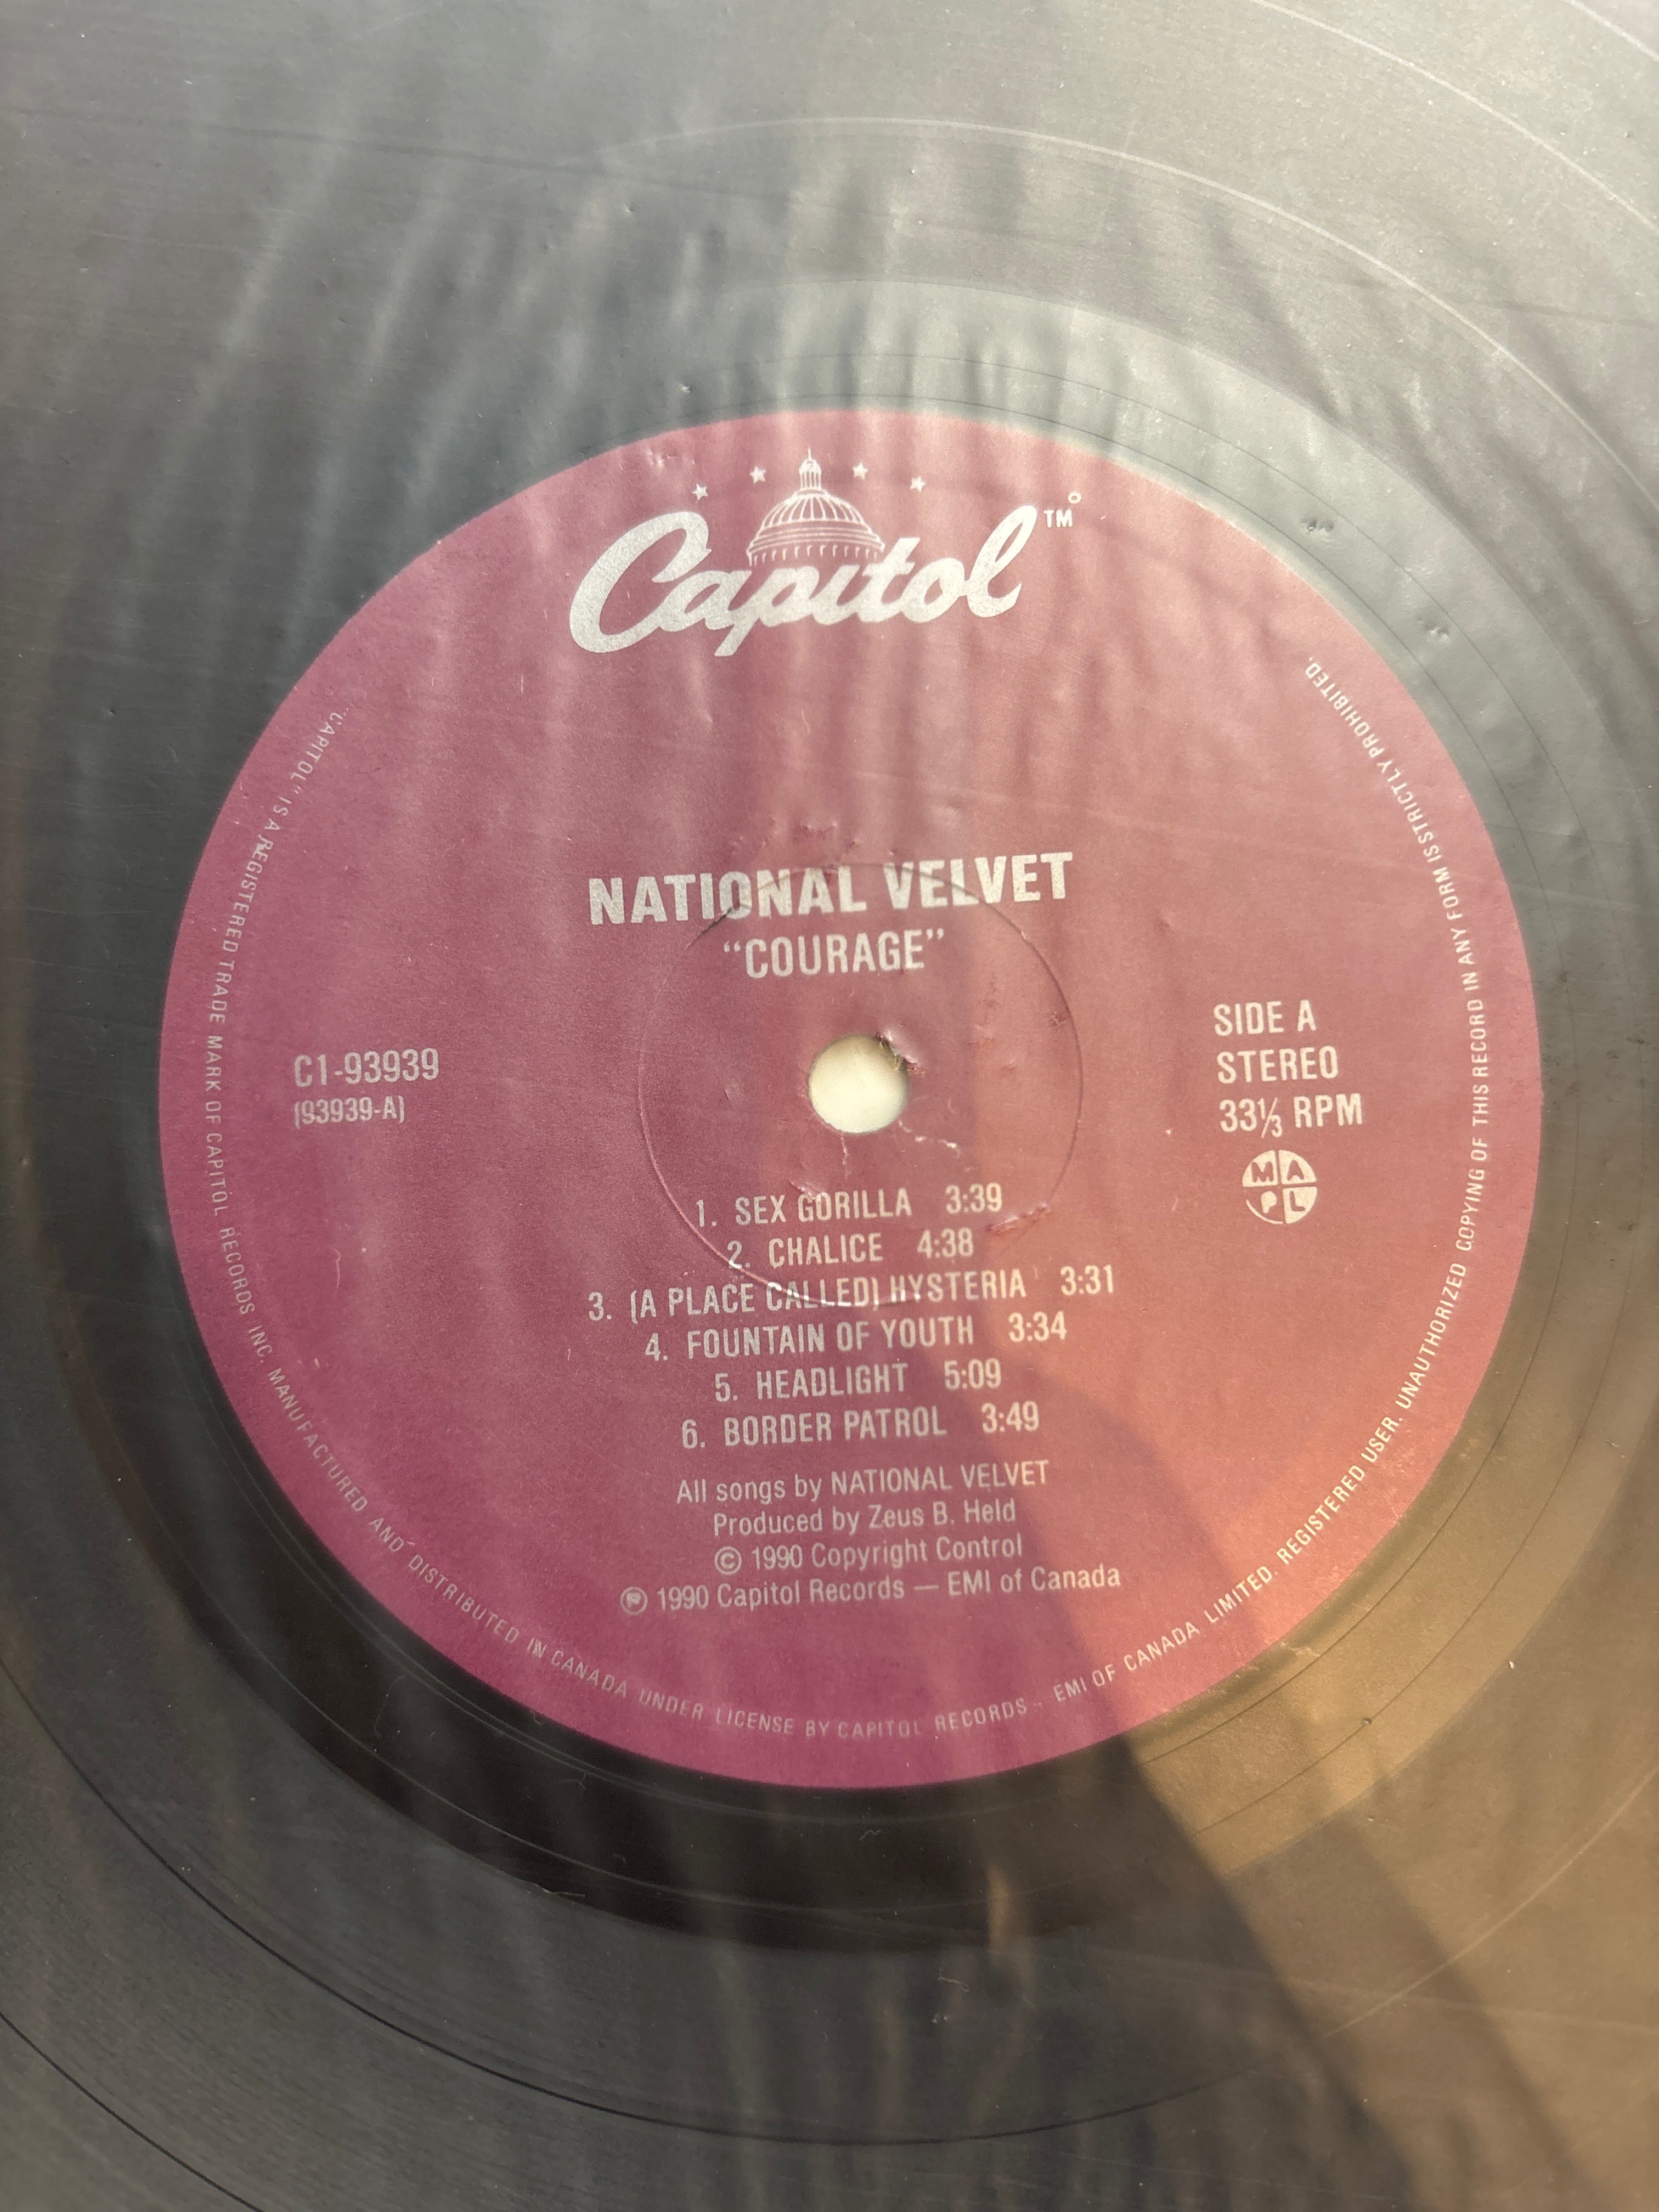 Capitol™
NATIONAL VELVET
“COURAGE”
C1-93939
(93939-A)
SIDE A
STEREO
33⅓ RPM
MAPL
1. SEX GORILLA 3:39
2. CHALICE 4:38
3. (A PLACE CALLED) HYSTERIA 3:31
4. FOUNTAIN OF YOUTH 3:34
5. HEADLIGHT 5:09
6. BORDER PATROL 3:49
All songs by NATIONAL VELVET
Produced by Zeus B. Held
© 1990 Copyright Control
℗ 1990 Capitol Records — EMI of Canada
“CAPITOL” IS A REGISTERED TRADE MARK OF CAPITOL RECORDS INC. MANUFACTURED AND DISTRIBUTED IN CANADA UNDER LICENSE BY CAPITOL RECORDS - EMI OF CANADA LIMITED. REGISTERED USER. UNAUTHORIZED COPYING OF THIS RECORD IN ANY FORM IS STRICTLY PROHIBITED.